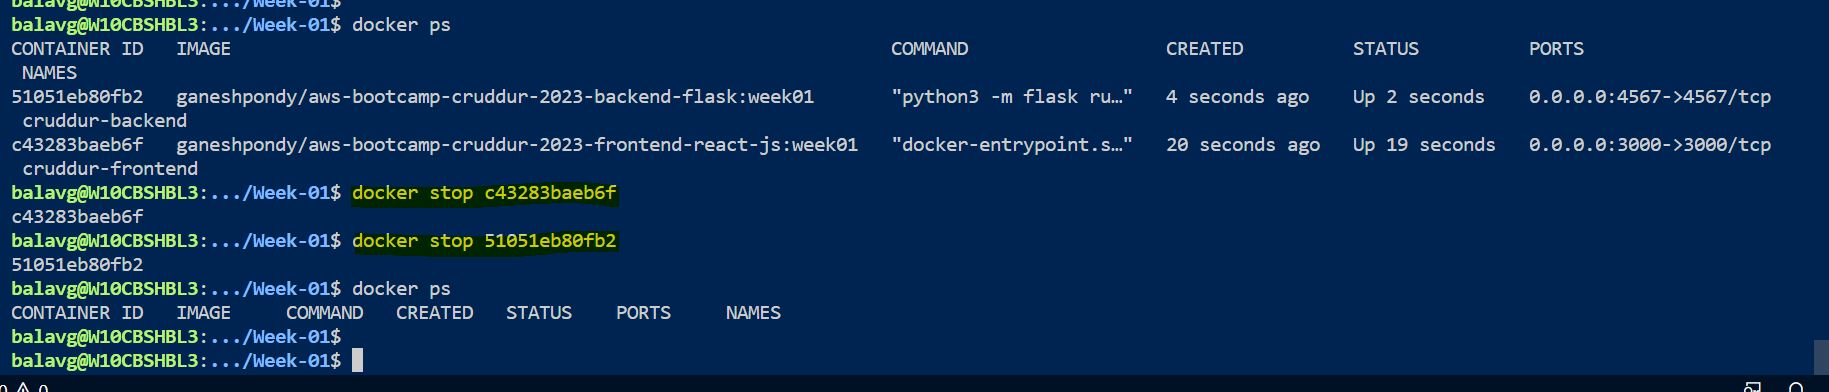 balavg@W10CBSHBL3:.../Week-01$
balavg@W10CBSHBL3:.../Week-01$ docker ps
CONTAINER ID   IMAGE                                                            COMMAND                  CREATED          STATUS          PORTS
 NAMES
51051eb80fb2   ganeshpondy/aws-bootcamp-cruddur-2023-backend-flask:week01       "python3 -m flask ru…"   4 seconds ago    Up 2 seconds    0.0.0.0:4567->4567/tcp
 cruddur-backend
c43283baeb6f   ganeshpondy/aws-bootcamp-cruddur-2023-frontend-react-js:week01   "docker-entrypoint.s…"   20 seconds ago   Up 19 seconds   0.0.0.0:3000->3000/tcp
 cruddur-frontend
balavg@W10CBSHBL3:.../Week-01$ docker stop c43283baeb6f
c43283baeb6f
balavg@W10CBSHBL3:.../Week-01$ docker stop 51051eb80fb2
51051eb80fb2
balavg@W10CBSHBL3:.../Week-01$ docker ps
CONTAINER ID   IMAGE     COMMAND   CREATED   STATUS    PORTS     NAMES
balavg@W10CBSHBL3:.../Week-01$
balavg@W10CBSHBL3:.../Week-01$
0 0